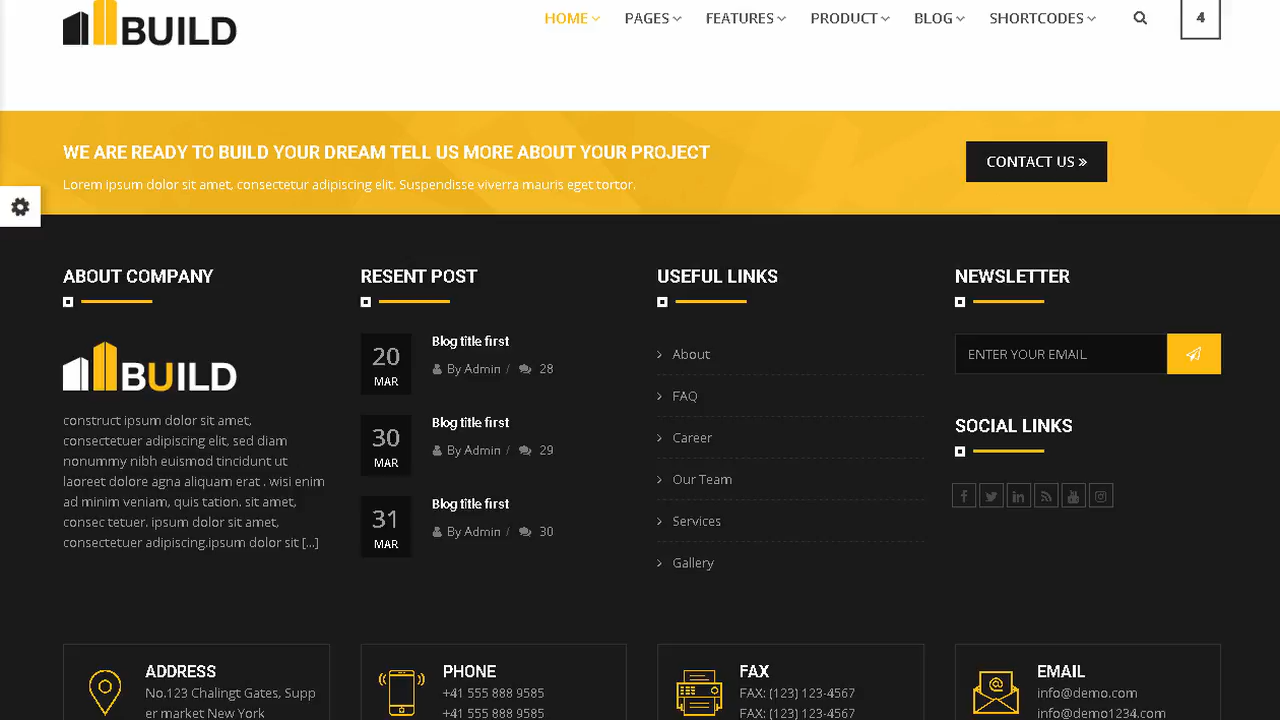 BUILD
HOME PAGES FEATURES PRODUCT BLOG SHORTCODES 4
WE ARE READY TO BUILD YOUR DREAM TELL US MORE ABOUT YOUR PROJECT
Lorem ipsum dolor sit amet, consectetur adipiscing elit. Suspendisse viverra mauris eget tortor.
CONTACT US »
ABOUT COMPANY
BUILD
construct ipsum dolor sit amet,
consectetuer adipiscing elit, sed diam
nonummy nibh euismod tincidunt ut
laoreet dolore agna aliquam erat . wisi enim
ad minim veniam, quis tation. sit amet,
consec tetuer. ipsum dolor sit amet,
consectetuer adipiscing.ipsum dolor sit [...]
RESENT POST
20 MAR
Blog title first
By Admin / 28
30 MAR
Blog title first
By Admin / 29
31 MAR
Blog title first
By Admin / 30
USEFUL LINKS
About
FAQ
Career
Our Team
Services
Gallery
NEWSLETTER
ENTER YOUR EMAIL
SOCIAL LINKS
ADDRESS
No.123 Chalingt Gates, Supp
er market New York
PHONE
+41 555 888 9585
+41 555 888 9585
FAX
FAX: (123) 123-4567
FAX: (123) 123-4567
EMAIL
info@demo.com
info@demo1234.com